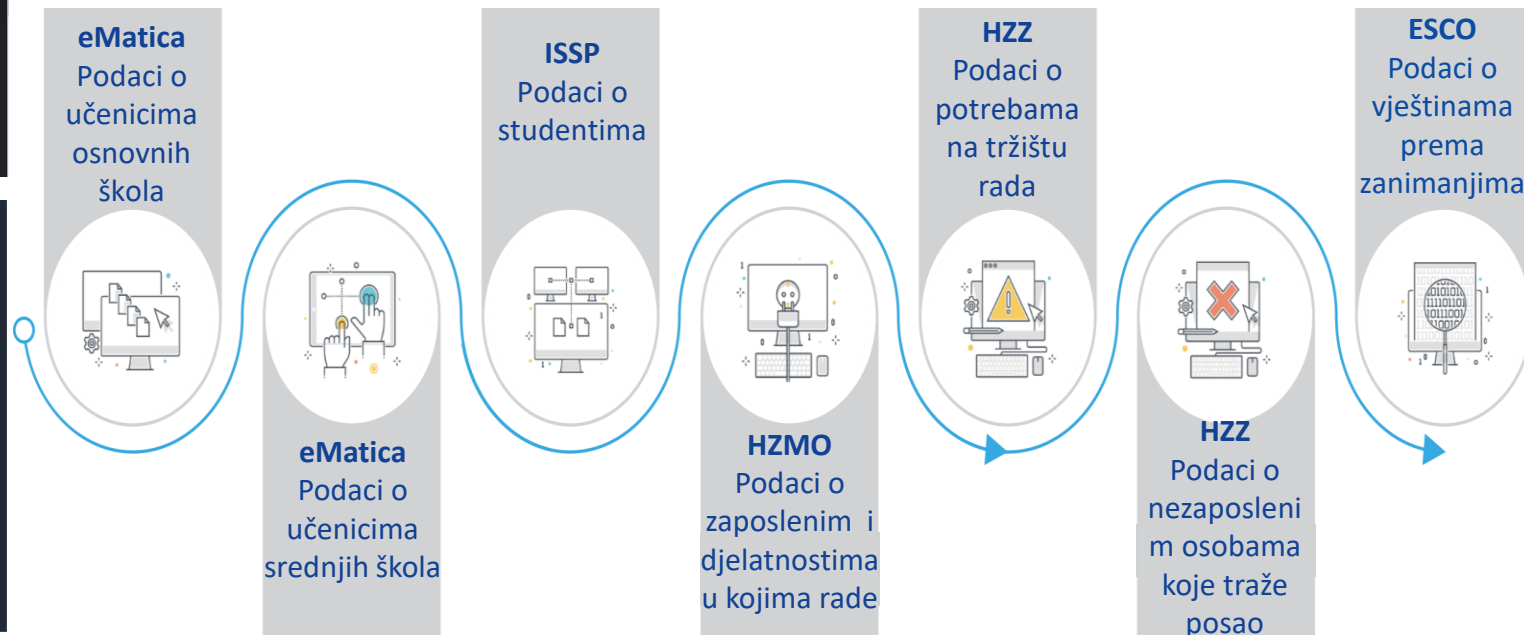 eMatica
Podaci o
učenicima
osnovnih
škola
eMatica
Podaci o
učenicima
srednjih škola
ISSP
Podaci o
studentima
HZMO
Podaci o
zaposlenim i
djelatnostima
u kojima rade
HZZ
Podaci o
potrebama
na tržištu
rada
HZZ
Podaci o
nezaposleni
m osobama
koje traže
posao
ESCO
Podaci o
vještinama
prema
zanimanjima